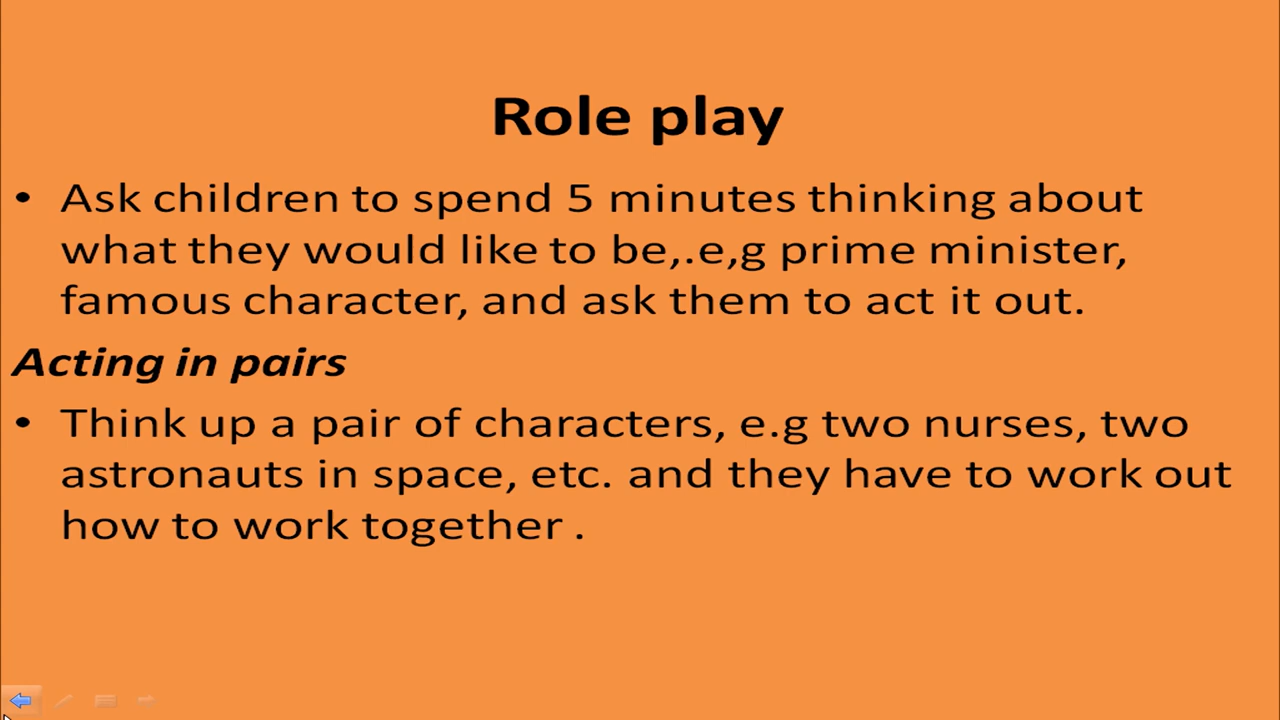 Role play
• Ask children to spend 5 minutes thinking about
what they would like to be,.e,g prime minister,
famous character, and ask them to act it out.
Acting in pairs
• Think up a pair of characters, e.g two nurses, two
astronauts in space, etc. and they have to work out
how to work together .